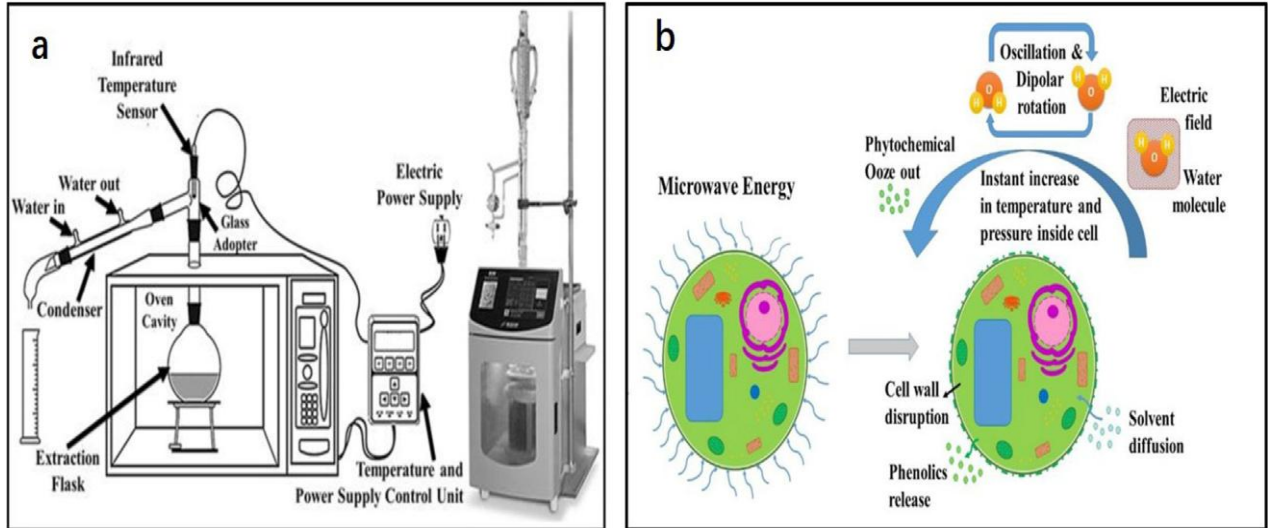 a
Infrared
Temperature
Sensor
Water out
Water in
Glass
Adopter
Condenser
Oven
Cavity
Extraction
Flask
Electric
Power Supply
Temperature and
Power Supply Control Unit
b
Oscillation &
Dipolar
rotation
H
H
O
H
H
O
Electric
field
H
H
O
Water
molecule
Phytochemical
Ooze out
Instant increase
in temperature and
pressure inside cell
Microwave Energy
Cell wall
disruption
Phenolics
release
Solvent
diffusion